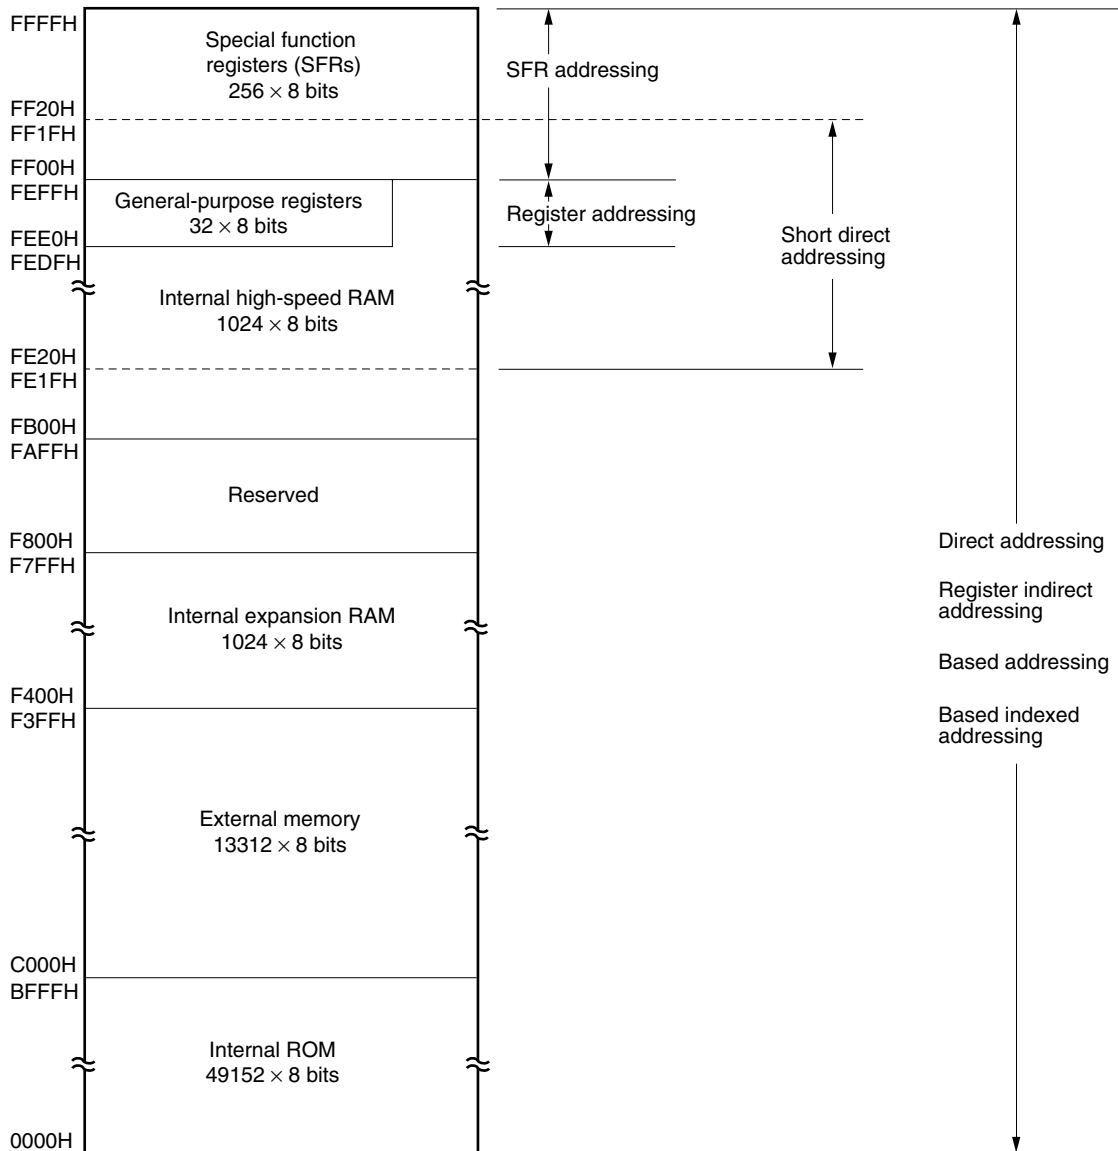 FFFFH
Special function
registers (SFRs)
256 × 8 bits
SFR addressing
FF20H
FF1FH
FF00H
FEFFH
General-purpose registers
32 × 8 bits
Register addressing
FEE0H
FEDFH
Short direct
addressing
Internal high-speed RAM
1024 × 8 bits
FE20H
FE1FH
FB00H
FAFFH
Reserved
F800H
F7FFH
Direct addressing
Register indirect
addressing
Internal expansion RAM
1024 × 8 bits
Based addressing
F400H
F3FFH
Based indexed
addressing
External memory
13312 × 8 bits
C000H
BFFFH
Internal ROM
49152 × 8 bits
0000H